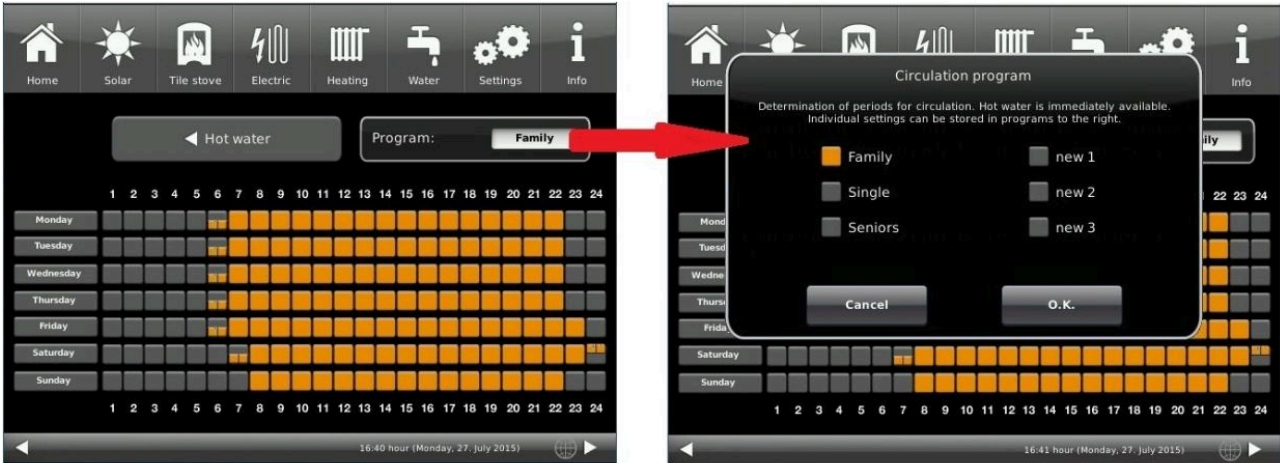 Home Solar Tile stove Electric Heating Water Settings Info
Hot water
Program: Family
1 2 3 4 5 6 7 8 9 10 11 12 13 14 15 16 17 18 19 20 21 22 23 24
Monday
Tuesday
Wednesday
Thursday
Friday
Saturday
Sunday
1 2 3 4 5 6 7 8 9 10 11 12 13 14 15 16 17 18 19 20 21 22 23 24
16:40 hour (Monday, 27. July 2015)
Home Info
Circulation program
Determination of periods for circulation. Hot water is immediately available.
Individual settings can be stored in programs to the right.
ily
Family new 1
Single new 2
Seniors new 3
22 23 24
Mond
Tuesd
Wedne
Thurs
Frida
Cancel O.K.
Saturday
Sunday
1 2 3 4 5 6 7 8 9 10 11 12 13 14 15 16 17 18 19 20 21 22 23 24
16:41 hour (Monday, 27. July 2015)